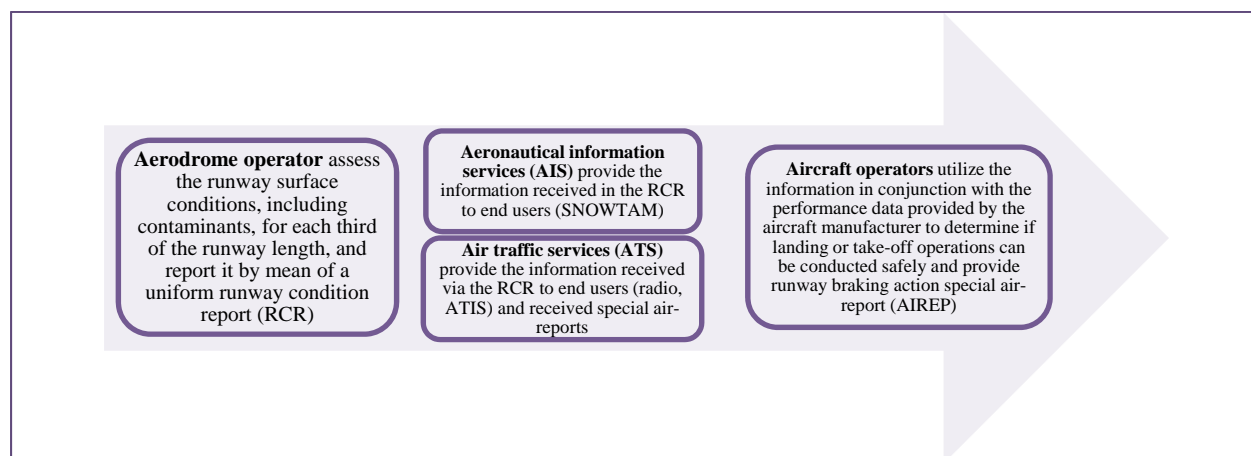 Aerodrome operator assess
the runway surface
conditions, including
contaminants, for each third
of the runway length, and
report it by mean of a
uniform runway condition
report (RCR)
Aeronautical information
services (AIS) provide the
information received in the RCR
to end users (SNOWTAM)
Air traffic services (ATS)
provide the information received
via the RCR to end users (radio,
ATIS) and received special air-
reports
Aircraft operators utilize the
information in conjunction with the
performance data provided by the
aircraft manufacturer to determine if
landing or take-off operations can
be conducted safely and provide
runway braking action special air-
report (AIREP)